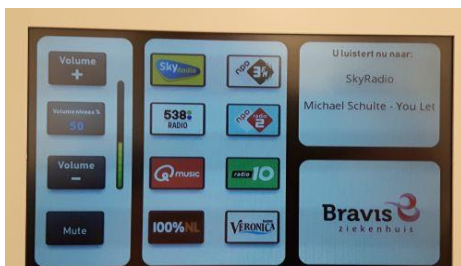 Volume
+
Volume niveau %
50
Volume
−
Mute
Sky Radio
npo 3FM
538
RADIO
npo radio 2
Q music
radio 10
100% NL
VERONICA
U luistert nu naar:
SkyRadio
Michael Schulte - You Let
Bravis
ziekenhuis